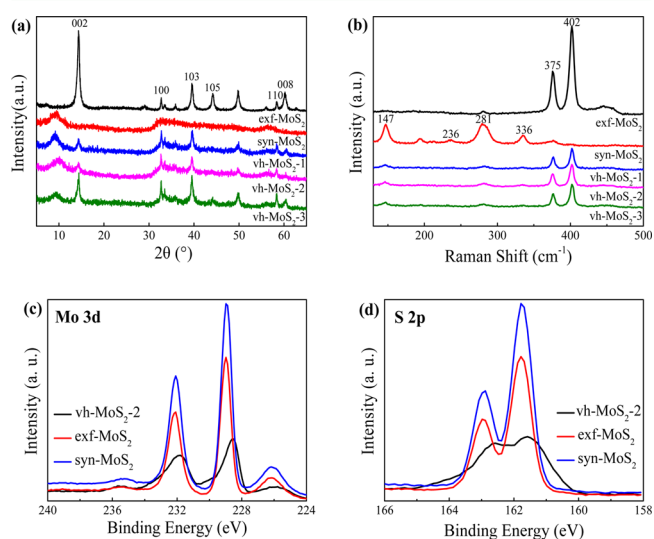 (a)
002
100
103
105
110
008
exf-MoS₂
syn-MoS₂
vh-MoS₂-1
vh-MoS₂-2
vh-MoS₂-3
Intensity(a.u.)
10 20 30 40 50 60
2θ (°)
(b)
402
375
147
236
281
336
exf-MoS₂
syn-MoS₂
vh-MoS₂-1
vh-MoS₂-2
vh-MoS₂-3
Intensity (a.u.)
200 300 400 500
Raman Shift (cm⁻¹)
(c)
Mo 3d
vh-MoS₂-2
exf-MoS₂
syn-MoS₂
Intensity (a. u.)
240 236 232 228 224
Binding Energy (eV)
(d)
S 2p
vh-MoS₂-2
exf-MoS₂
syn-MoS₂
Intensity (a. u.)
166 164 162 160 158
Binding Energy (eV)